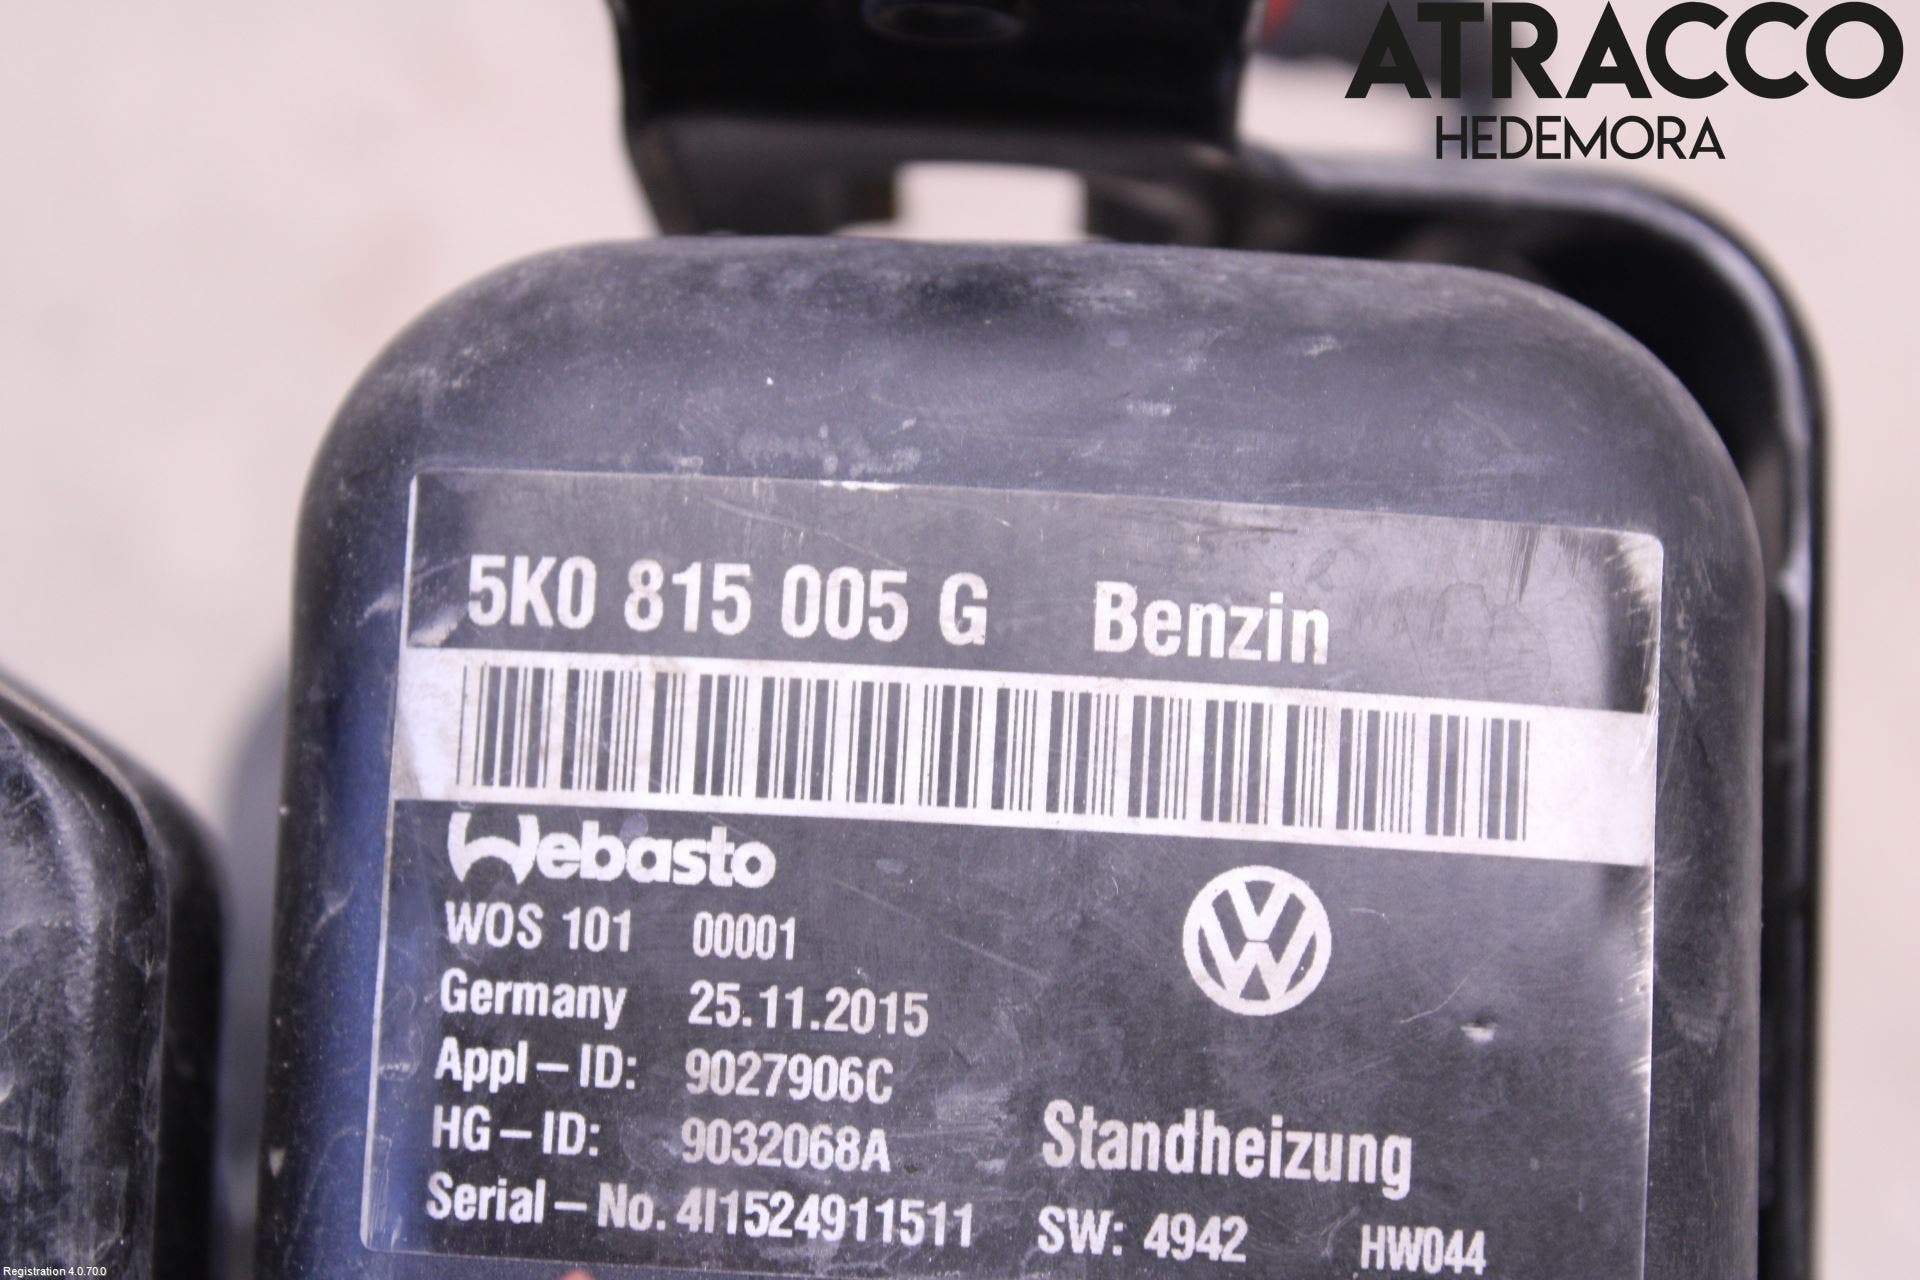 ATRACCO
HEDEMORA
5K0 815 005 G Benzin
Webasto
WOS 101 00001
Germany 25.11.2015
Appl-ID: 9027906C
HG-ID: 9032068A
Standheizung
Serial-No. 4I1524911511 SW: 4942 HW044
Registration 4.0.70.0